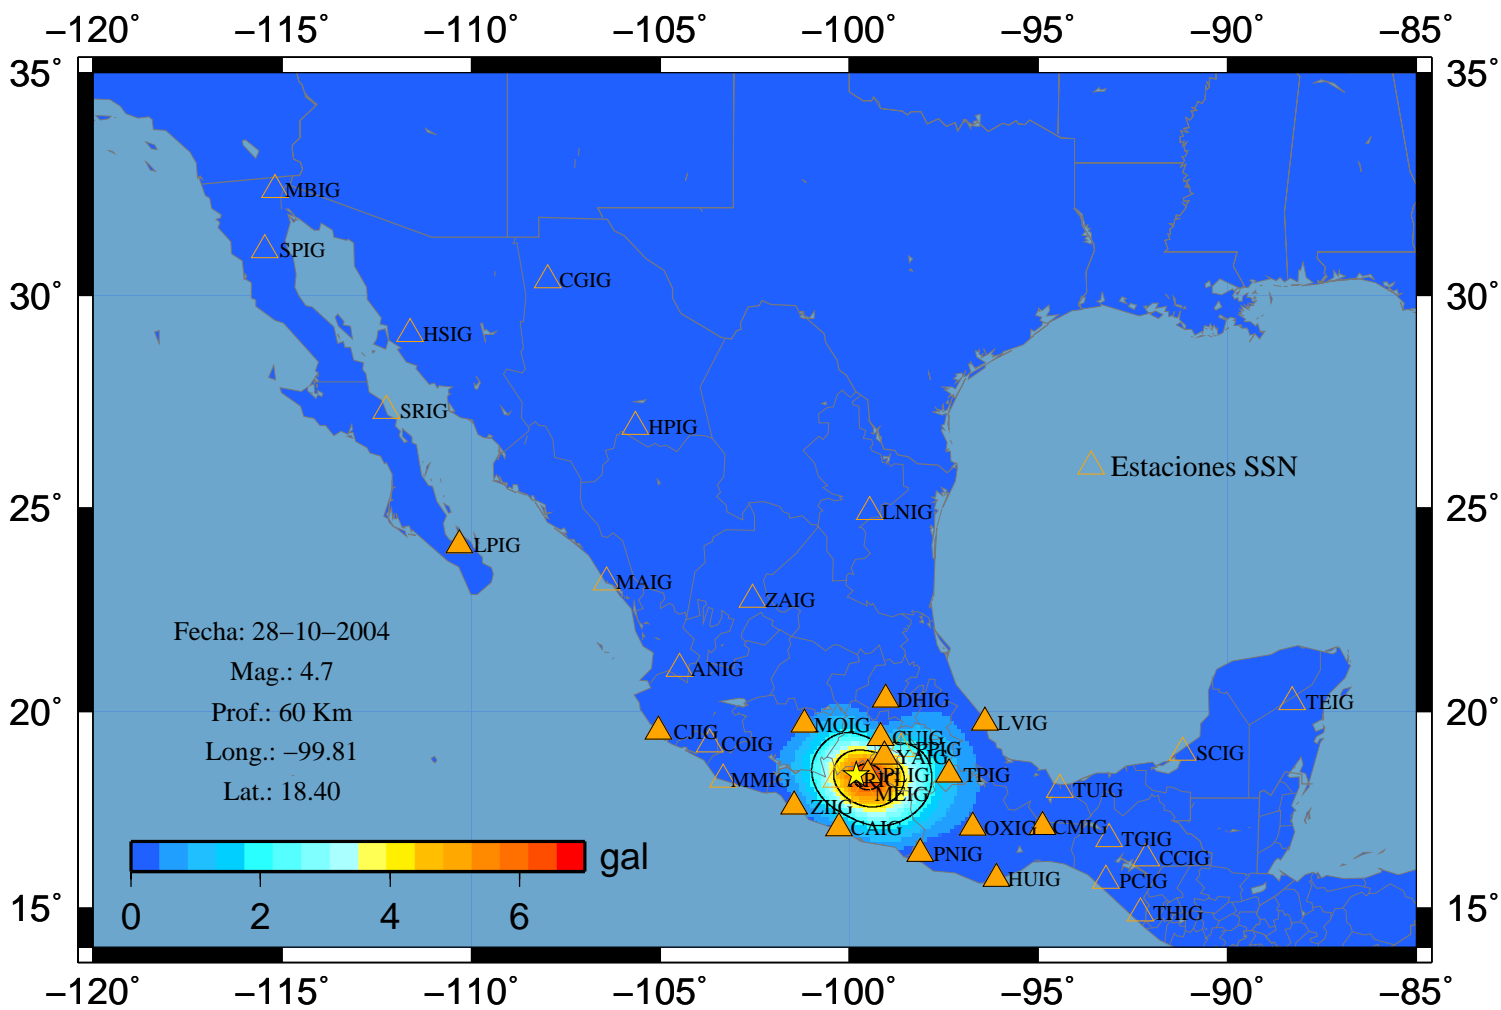 −120˚ −115˚ −110˚ −105˚ −100˚ −95˚ −90˚ −85˚
35˚ 35˚
MBIG
SPIG
CGIG
30˚ 30˚
HSIG
SRIG
HPIG
Estaciones SSN
25˚ 25˚
LNIG
LPIG
MAIG
ZAIG
Fecha: 28−10−2004
Mag.: 4.7
Prof.: 60 Km
Long.: −99.81
Lat.: 18.40
ANIG
DHIG
TEIG
20˚ 20˚
MOIG
LVIG
CJIG
CUIG
COIG
PPIG
SCIG
YAIG
MMIG
PLIG
TPIG
MEIG
TUIG
ZIIG
CAIG
OXIG
CMIG
TGIG
PNIG
CCIG
HUIG
PCIG
THIG
gal
0 2 4 6
15˚ 15˚
−120˚ −115˚ −110˚ −105˚ −100˚ −95˚ −90˚ −85˚